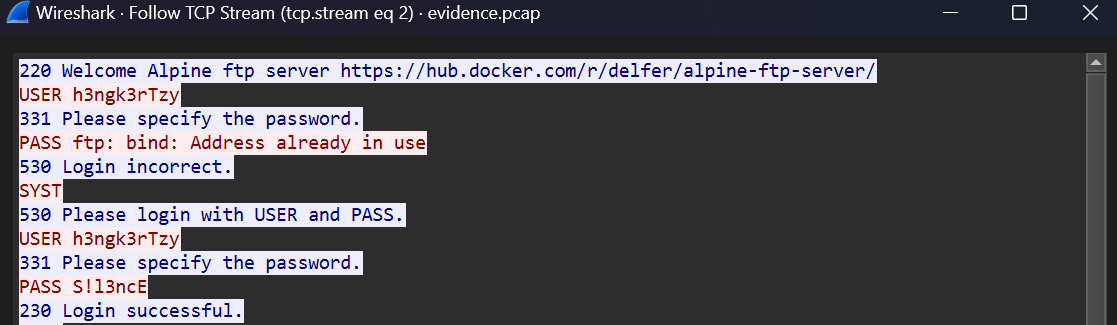 Wireshark · Follow TCP Stream (tcp.stream eq 2) · evidence.pcap
220 Welcome Alpine ftp server https://hub.docker.com/r/delfer/alpine-ftp-server/
USER h3ngk3rTzy
331 Please specify the password.
PASS ftp: bind: Address already in use
530 Login incorrect.
SYST
530 Please login with USER and PASS.
USER h3ngk3rTzy
331 Please specify the password.
PASS S!l3ncE
230 Login successful.